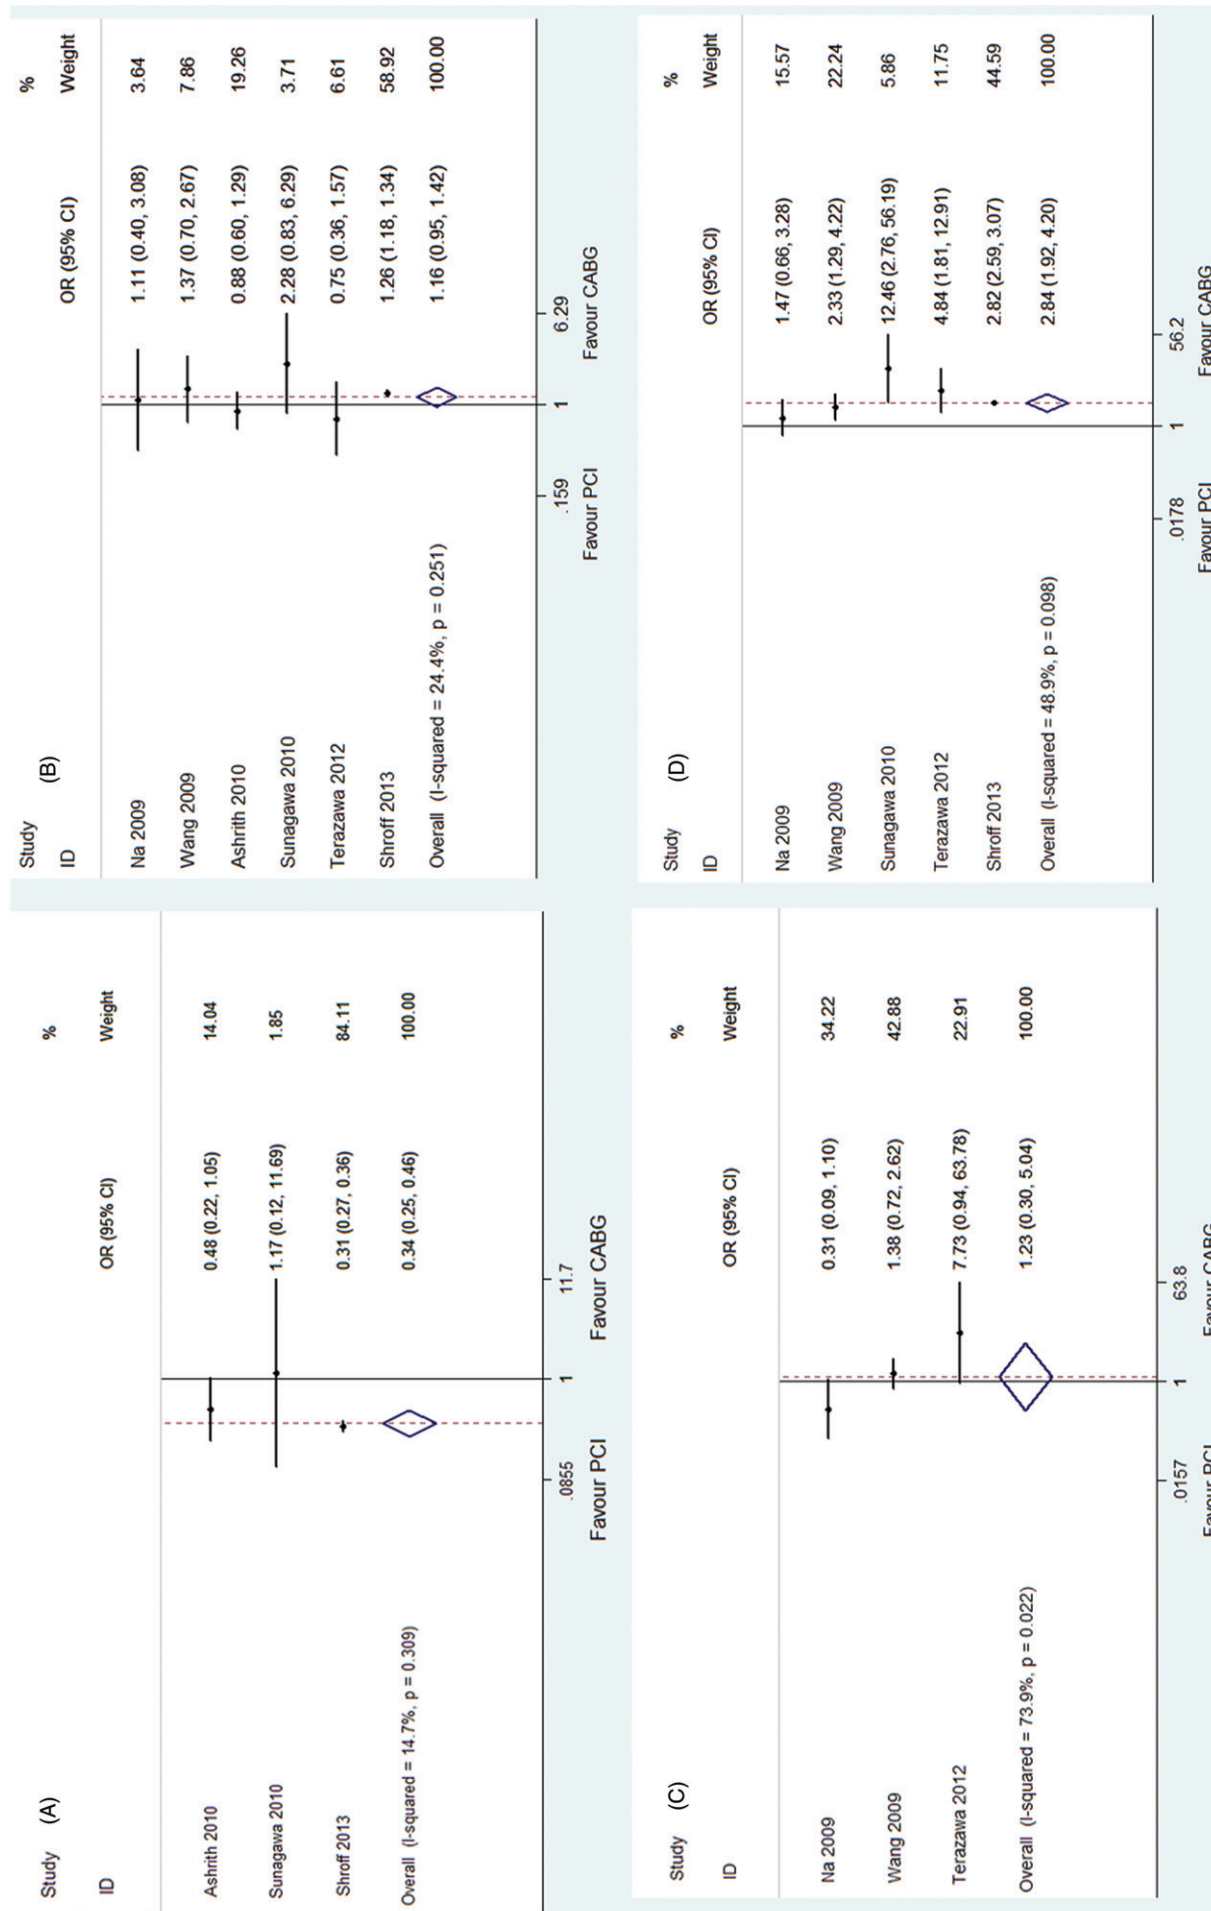 (A)
Study %
ID OR (95% CI) Weight
Ashrith 2010 0.48 (0.22, 1.05) 14.04
Sunagawa 2010 1.17 (0.12, 11.69) 1.85
Shroff 2013 0.31 (0.27, 0.36) 84.11
Overall (I-squared = 14.7%, p = 0.309) 0.34 (0.25, 0.46) 100.00
.0855 1 11.7
Favour PCI Favour CABG
(B)
Study %
ID OR (95% CI) Weight
Na 2009 1.11 (0.40, 3.08) 3.64
Wang 2009 1.37 (0.70, 2.67) 7.86
Ashrith 2010 0.88 (0.60, 1.29) 19.26
Sunagawa 2010 2.28 (0.83, 6.29) 3.71
Terazawa 2012 0.75 (0.36, 1.57) 6.61
Shroff 2013 1.26 (1.18, 1.34) 58.92
Overall (I-squared = 24.4%, p = 0.251) 1.16 (0.95, 1.42) 100.00
.159 1 6.29
Favour PCI Favour CABG
(C)
Study %
ID OR (95% CI) Weight
Na 2009 0.31 (0.09, 1.10) 34.22
Wang 2009 1.38 (0.72, 2.62) 42.88
Terazawa 2012 7.73 (0.94, 63.78) 22.91
Overall (I-squared = 73.9%, p = 0.022) 1.23 (0.30, 5.04) 100.00
.0157 1 63.8
Favour PCI Favour CABG
(D)
Study %
ID OR (95% CI) Weight
Na 2009 1.47 (0.66, 3.28) 15.57
Wang 2009 2.33 (1.29, 4.22) 22.24
Sunagawa 2010 12.46 (2.76, 56.19) 5.86
Terazawa 2012 4.84 (1.81, 12.91) 11.75
Shroff 2013 2.82 (2.59, 3.07) 44.59
Overall (I-squared = 48.9%, p = 0.098) 2.84 (1.92, 4.20) 100.00
.0178 1 56.2
Favour PCI Favour CABG